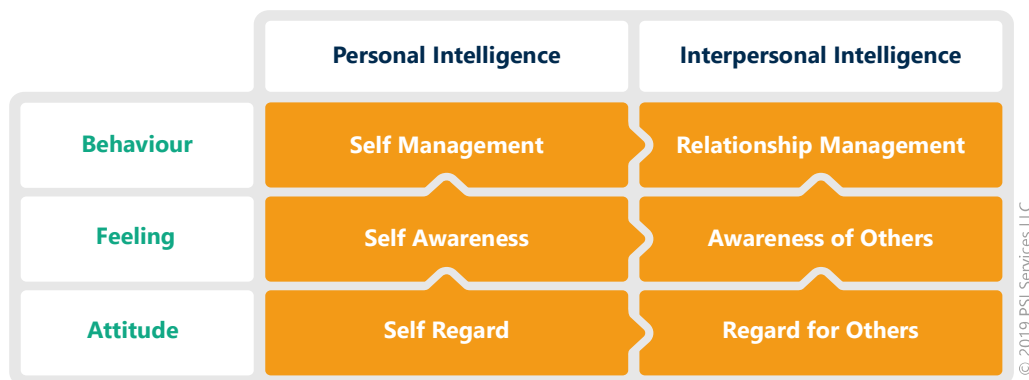 Personal Intelligence
Interpersonal Intelligence
Behaviour
Self Management
Relationship Management
Feeling
Self Awareness
Awareness of Others
Attitude
Self Regard
Regard for Others
© 2019 PSI Services LLC